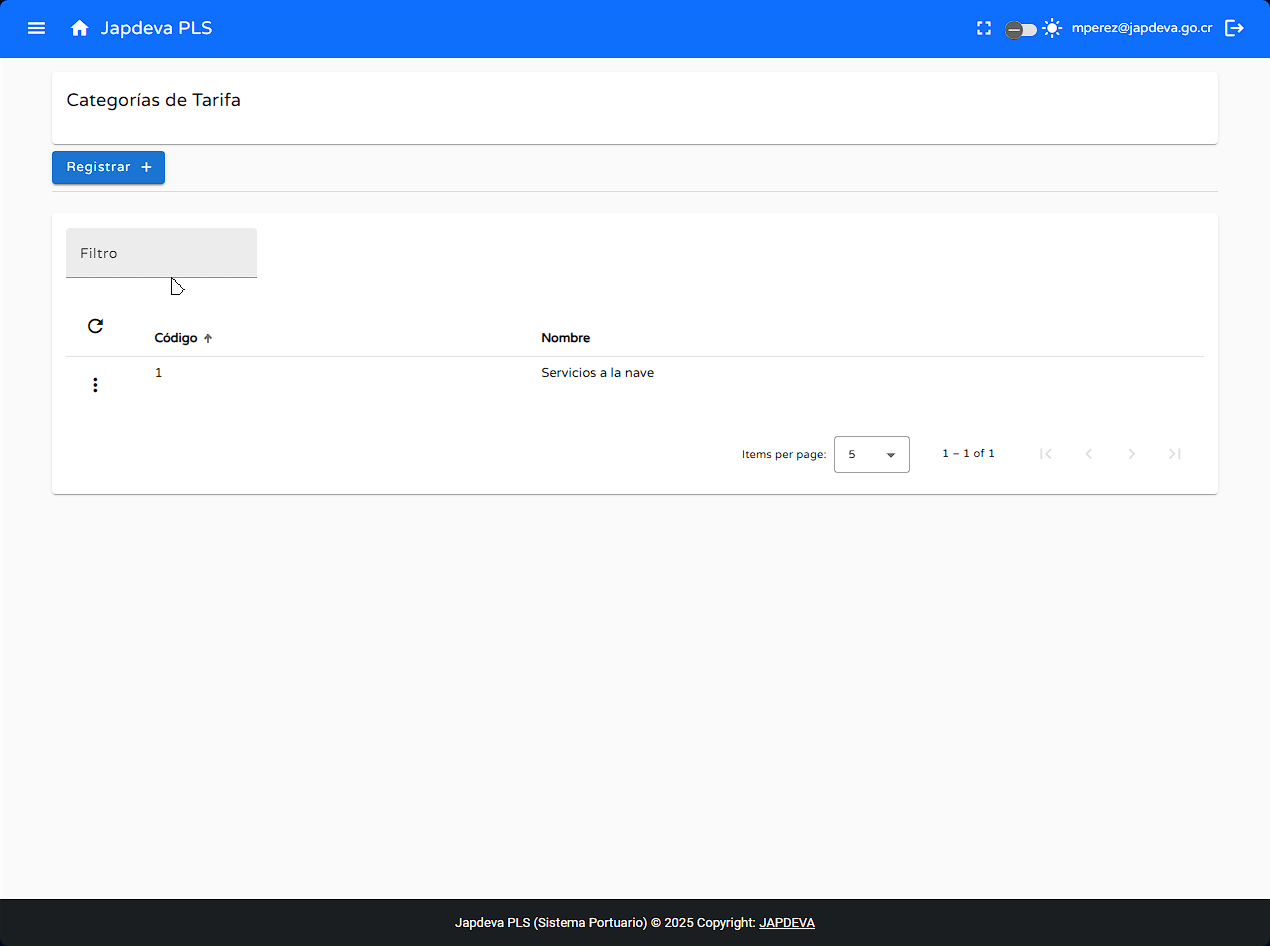 Japdeva PLS
mperez@japdeva.go.cr
Categorías de Tarifa
Registrar +
Filtro
Código Nombre
1 Servicios a la nave
Items per page: 5 1 – 1 of 1
Japdeva PLS (Sistema Portuario) © 2025 Copyright: JAPDEVA